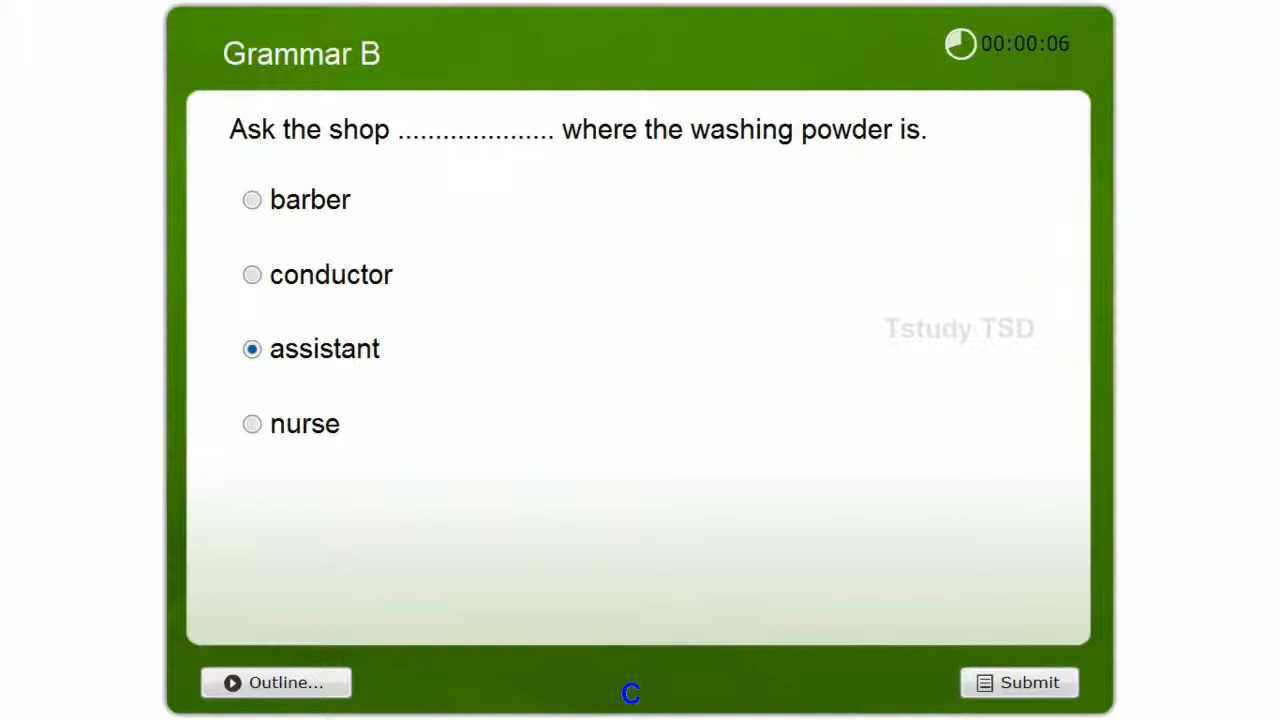 Grammar B
00:00:06
Ask the shop ..................... where the washing powder is.
barber
conductor
assistant
Tstudy TSD
nurse
Outline...
C
Submit